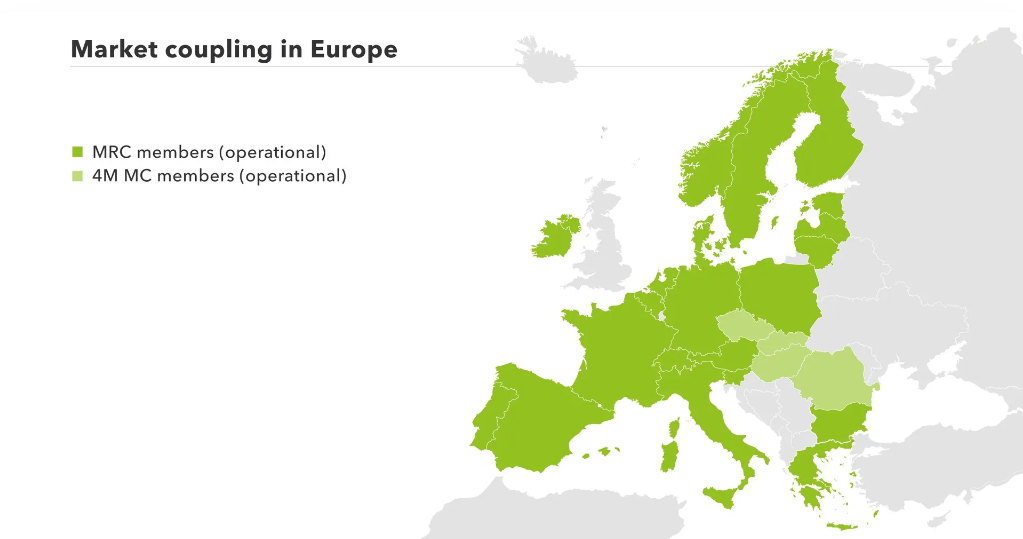 Market coupling in Europe
MRC members (operational)
4M MC members (operational)